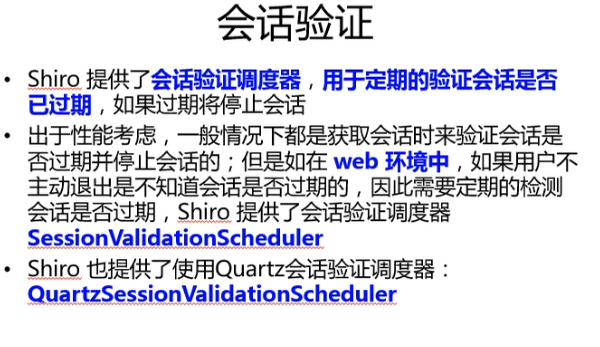 会话验证
• Shiro 提供了会话验证调度器，用于定期的验证会话是否
已过期，如果过期将停止会话
• 出于性能考虑，一般情况下都是获取会话时来验证会话是
否过期并停止会话的；但是如在 web 环境中，如果用户不
主动退出是不知道会话是否过期的，因此需要定期的检测
会话是否过期，Shiro 提供了会话验证调度器
SessionValidationScheduler
• Shiro 也提供了使用Quartz会话验证调度器：
QuartzSessionValidationScheduler